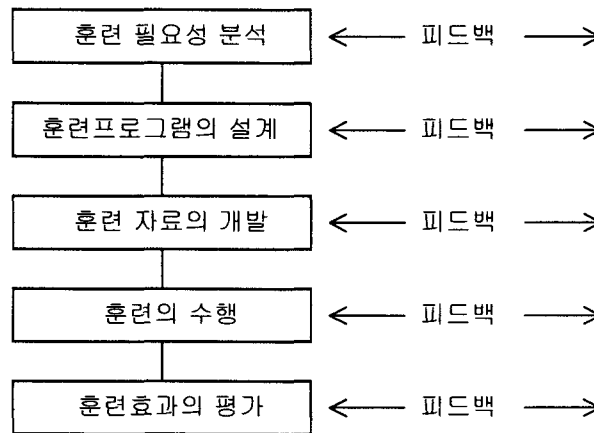 훈련 필요성 분석 피드백
훈련프로그램의 설계 피드백
훈련 자료의 개발 피드백
훈련의 수행 피드백
훈련효과의 평가 피드백